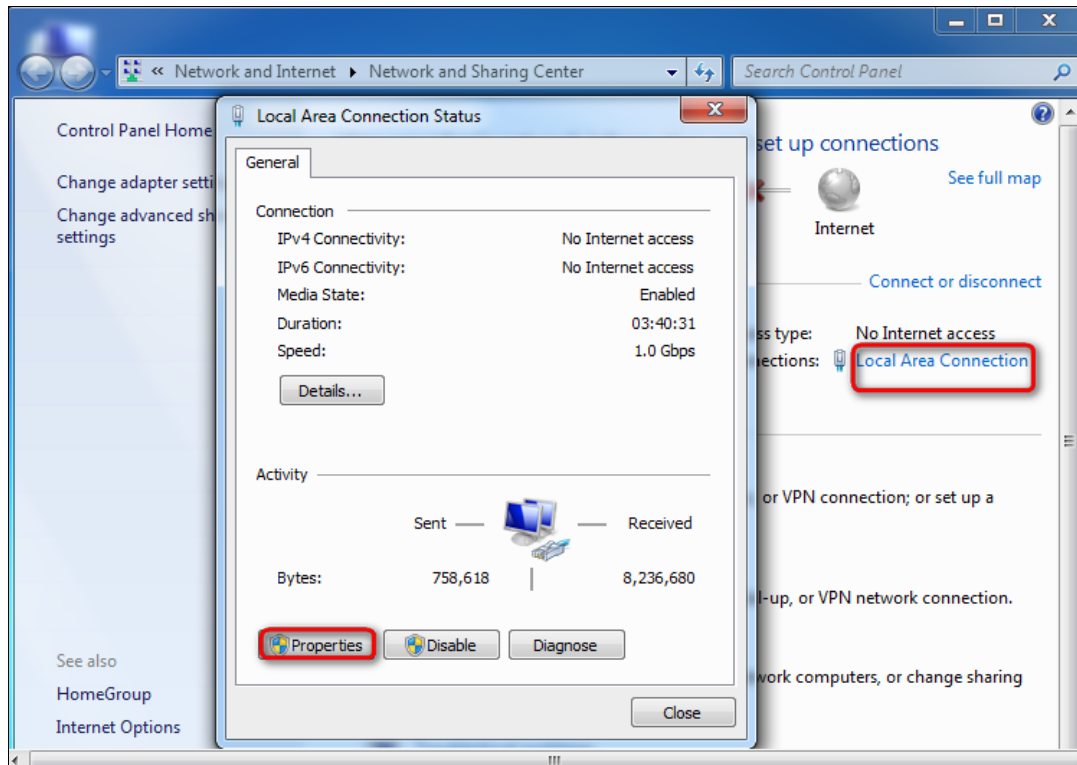 « Network and Internet ▸ Network and Sharing Center
Search Control Panel
Control Panel Home
Change adapter setti
Change advanced sh
settings
See also
HomeGroup
Internet Options
Local Area Connection Status
General
Connection
IPv4 Connectivity: No Internet access
IPv6 Connectivity: No Internet access
Media State: Enabled
Duration: 03:40:31
Speed: 1.0 Gbps
Details...
Activity
Sent — — Received
Bytes: 758,618 | 8,236,680
Properties Disable Diagnose
Close
set up connections
See full map
Internet
Connect or disconnect
ss type: No Internet access
nections: Local Area Connection
or VPN connection; or set up a
l-up, or VPN network connection.
work computers, or change sharing